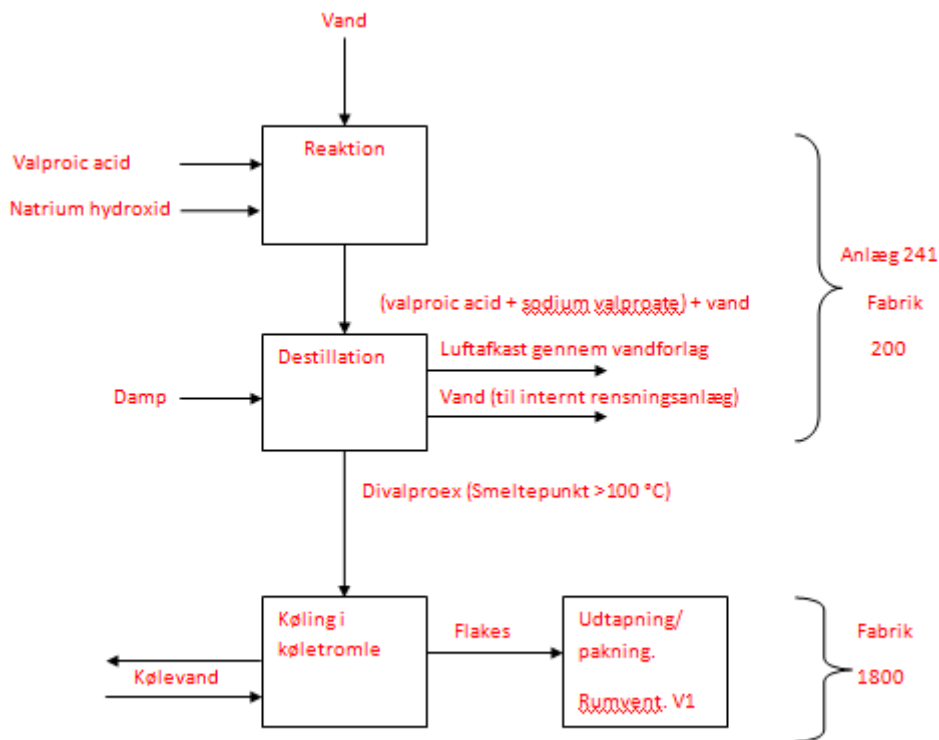 Vand
Reaktion
Valproic acid
Natrium hydroxid
Anlæg 241
Fabrik
200
(valproic acid + sodium valproate) + vand
Destillation
Luftafkast gennem vandforlag
Damp
Vand (til internt rensningsanlæg)
Divalproex (Smeltepunkt >100 °C)
Køling i
køletromle
Flakes
Udtapning/
pakning.
Rumvent. V1
Kølevand
Fabrik
1800